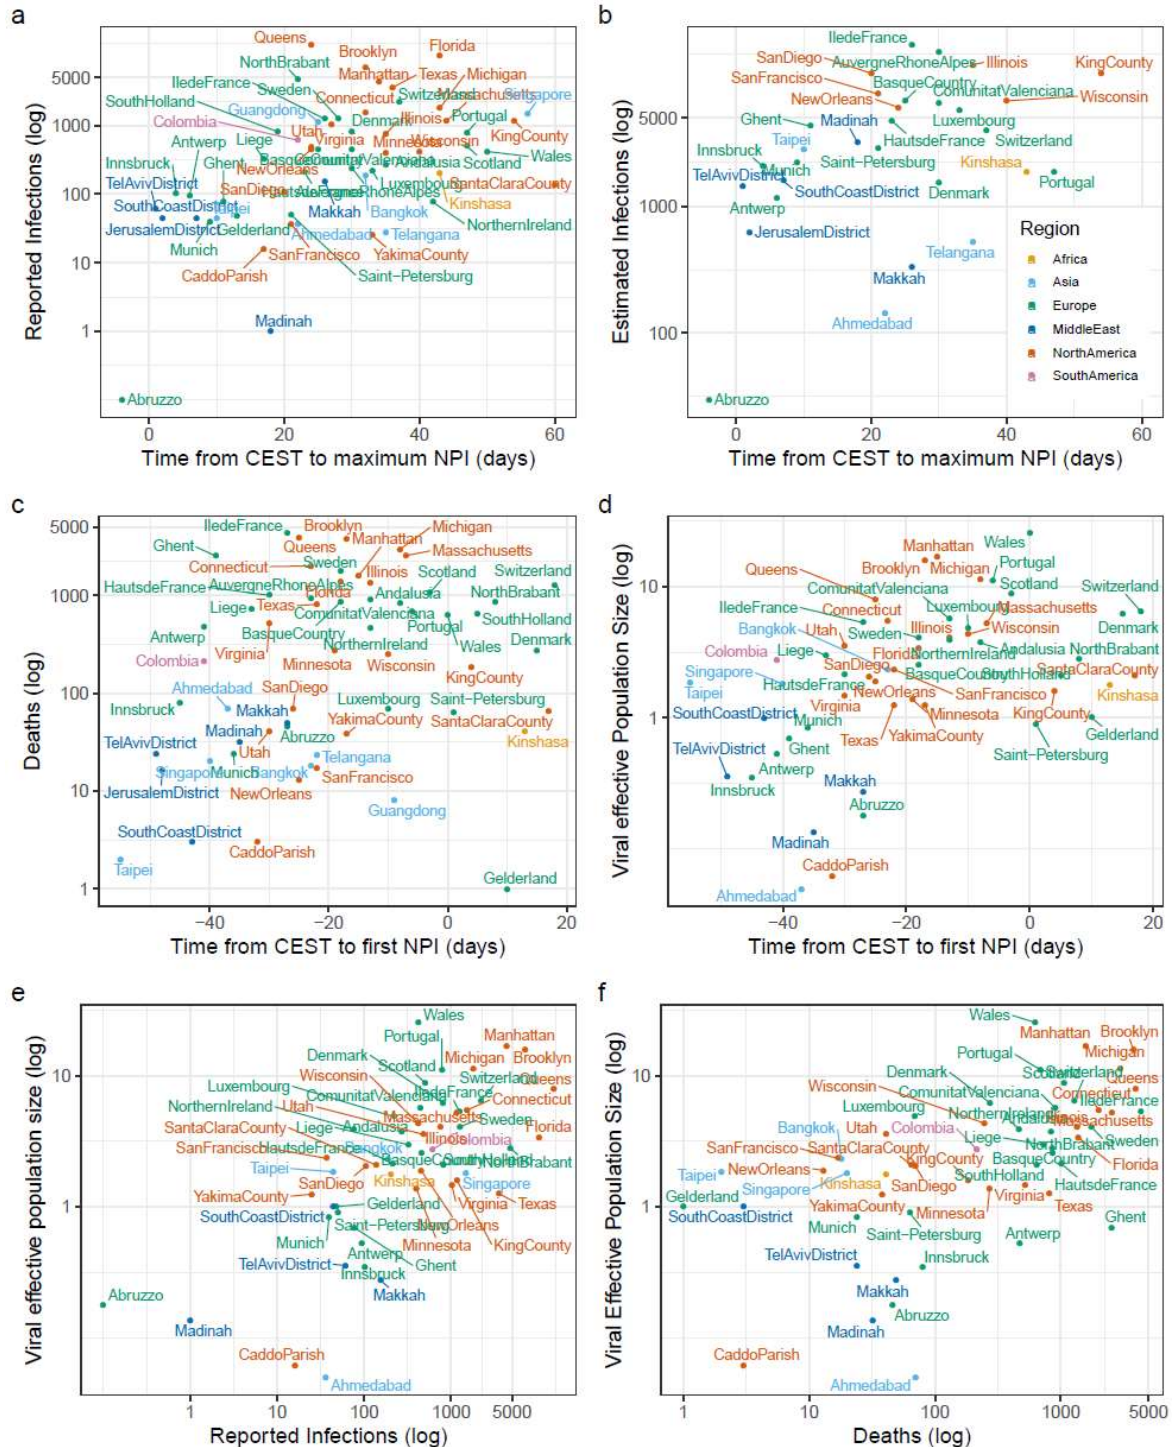 a
Reported Infections (log)
5000
1000
100
10
1
Queens
Florida
Brooklyn
NorthBrabant
Manhattan
Texas
Michigan
IledeFrance
Sweden
Connecticut
Switzerland
Massachusetts
Singapore
SouthHolland
Guangdong
Colombia
Denmark
Illinois
Portugal
Utah
Antwerp
Liege
Virginia
Minnesota
Wisconsin
KingCounty
Innsbruck
Ghent
BasqueCountry
ComunitatValenciana
Andalusia
Scotland
Wales
NewOrleans
TelAvivDistrict
SanDiego
HautsdeFrance
AuvergneRhoneAlpes
Luxembourg
SantaClaraCounty
SouthCoastDistrict
Taipei
Makkah
Bangkok
Kinshasa
NorthernIreland
JerusalemDistrict
Gelderland
Ahmedabad
Telangana
Munich
SanFrancisco
YakimaCounty
CaddoParish
Saint−Petersburg
Madinah
Abruzzo
0
20
40
60
Time from CEST to maximum NPI (days)
b
Estimated Infections (log)
5000
1000
100
IledeFrance
SanDiego
AuvergneRhoneAlpes
Illinois
KingCounty
SanFrancisco
BasqueCountry
ComunitatValenciana
Wisconsin
NewOrleans
Ghent
Madinah
Luxembourg
Taipei
HautsdeFrance
Switzerland
Innsbruck
Munich
Saint−Petersburg
Kinshasa
TelAvivDistrict
SouthCoastDistrict
Denmark
Portugal
Antwerp
JerusalemDistrict
Telangana
Makkah
Ahmedabad
Abruzzo
Region
Africa
Asia
Europe
MiddleEast
NorthAmerica
SouthAmerica
0
20
40
60
Time from CEST to maximum NPI (days)
c
Deaths (log)
5000
1000
100
10
1
IledeFrance
Brooklyn
Michigan
Ghent
Queens
Manhattan
Massachusetts
Connecticut
Sweden
Illinois
Scotland
Switzerland
HautsdeFrance
AuvergneRhoneAlpes
Florida
Andalusia
NorthBrabant
Liege
Texas
ComunitatValenciana
SouthHolland
Antwerp
BasqueCountry
Portugal
Denmark
Virginia
NorthernIreland
Wales
Colombia
Minnesota
Wisconsin
KingCounty
Ahmedabad
SanDiego
Luxembourg
Saint−Petersburg
Innsbruck
Makkah
YakimaCounty
SantaClaraCounty
Madinah
Abruzzo
Kinshasa
TelAvivDistrict
Utah
Telangana
Singapore
Munich
Bangkok
SanFrancisco
JerusalemDistrict
NewOrleans
Guangdong
SouthCoastDistrict
CaddoParish
Taipei
Gelderland
−40
−20
0
20
Time from CEST to first NPI (days)
d
Viral effective Population Size (log)
10
1
Manhattan
Wales
Queens
Brooklyn
Michigan
Portugal
ComunitatValenciana
Scotland
Switzerland
IledeFrance
Connecticut
Luxembourg
Massachusetts
Bangkok
Utah
Sweden
Illinois
Wisconsin
Denmark
Colombia
Liege
Florida
NorthernIreland
Andalusia
NorthBrabant
Singapore
SanDiego
BasqueCountry
SouthHolland
SantaClaraCounty
Taipei
HautsdeFrance
NewOrleans
SanFrancisco
Kinshasa
SouthCoastDistrict
Munich
Virginia
Minnesota
KingCounty
Gelderland
TelAvivDistrict
Ghent
Texas
YakimaCounty
Saint−Petersburg
Antwerp
Innsbruck
Makkah
Abruzzo
Madinah
CaddoParish
Ahmedabad
−40
−20
0
20
Time from CEST to first NPI (days)
e
Viral effective population size (log)
10
1
Wales
Portugal
Manhattan
Denmark
Scotland
Michigan
Brooklyn
Wisconsin
Switzerland
Queens
Luxembourg
ComunitatValenciana
IledeFrance
Connecticut
NorthernIreland
Utah
Massachusetts
Sweden
SantaClaraCounty
Liege
Andalusia
Illinois
Colombia
Florida
SanFrancisco
HautsdeFrance
Bangkok
BasqueCountry
SouthHolland
NorthBrabant
Taipei
SanDiego
Kinshasa
Singapore
YakimaCounty
Gelderland
Virginia
Texas
SouthCoastDistrict
Saint−Petersburg
NewOrleans
Munich
Antwerp
Minnesota
KingCounty
TelAvivDistrict
Innsbruck
Ghent
Abruzzo
Makkah
Madinah
CaddoParish
Ahmedabad
1
10
100
1000
5000
Reported Infections (log)
f
Viral Effective Population Size (log)
10
1
Wales
Manhattan
Brooklyn
Portugal
Michigan
Denmark
Scotland
Switzerland
Queens
Wisconsin
ComunitatValenciana
Connecticut
IledeFrance
Luxembourg
NorthernIreland
Andalusia
Illinois
Massachusetts
Bangkok
Utah
Colombia
Liege
NorthBrabant
Sweden
SanFrancisco
SantaClaraCounty
KingCounty
BasqueCountry
Florida
Taipei
NewOrleans
Kinshasa
SanDiego
SouthHolland
HautsdeFrance
Singapore
Gelderland
YakimaCounty
Virginia
Texas
SouthCoastDistrict
Minnesota
Ghent
Munich
Saint−Petersburg
Antwerp
TelAvivDistrict
Innsbruck
Makkah
Abruzzo
Madinah
CaddoParish
Ahmedabad
1
10
100
1000
5000
Deaths (log)